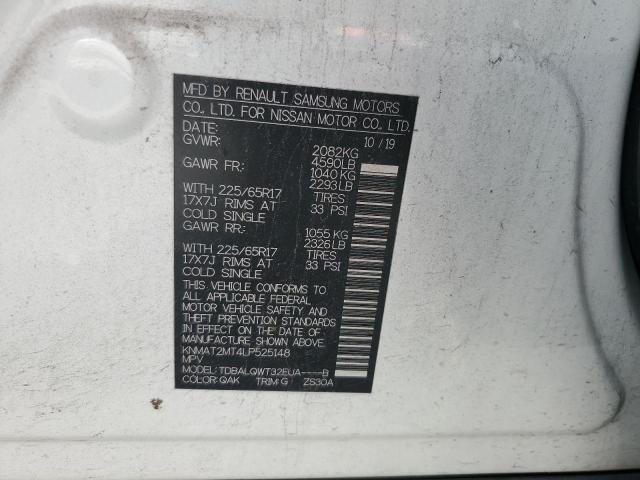 MFD BY RENAULT SAMSUNG MOTORS
CO., LTD. FOR NISSAN MOTOR CO., LTD.
DATE: 10/19
GVWR: 2082KG
4590LB
GAWR FR: 1040 KG
2293LB
WITH 225/65R17 TIRES
17X7J RIMS AT 33 PSI
COLD SINGLE
GAWR RR: 1055 KG
2326LB
WITH 225/65R17 TIRES
17X7J RIMS AT 33 PSI
COLD SINGLE
THIS VEHICLE CONFORMS TO
ALL APPLICABLE FEDERAL
MOTOR VEHICLE SAFETY AND
THEFT PREVENTION STANDARDS
IN EFFECT ON THE DATE OF
MANUFACTURE SHOWN ABOVE.
KNMAT2MT4LP525148
MPV
MODEL: TDBALQWT32EUA----B
COLOR: QAK TRIM: G ZS30A